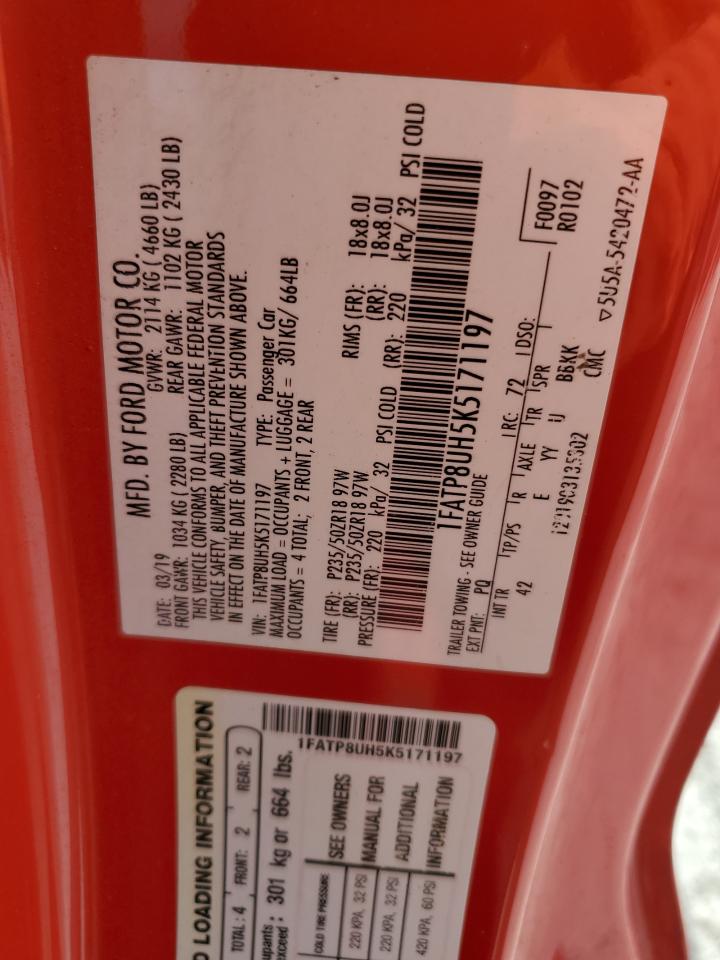 MFD. BY FORD MOTOR CO.
DATE: 03/19 GVWR: 2114 KG ( 4660 LB)
FRONT GAWR: 1034 KG ( 2280 LB) REAR GAWR: 1102 KG ( 2430 LB)
THIS VEHICLE CONFORMS TO ALL APPLICABLE FEDERAL MOTOR
VEHICLE SAFETY, BUMPER, AND THEFT PREVENTION STANDARDS
IN EFFECT ON THE DATE OF MANUFACTURE SHOWN ABOVE.
VIN: 1FATP8UH5K5171197 TYPE: Passenger Car
MAXIMUM LOAD = OCCUPANTS + LUGGAGE = 301KG/ 664LB
OCCUPANTS = 4 TOTAL; 2 FRONT, 2 REAR
TIRE (FR): P235/50ZR18 97W RIMS (FR): 18x8.0J
(RR): P235/50ZR18 97W (RR): 18x8.0J
PRESSURE (FR): 220 kPa/ 32 PSI COLD (RR): 220 kPa/ 32 PSI COLD
1FATP8UH5K5171197
TRAILER TOWING - SEE OWNER GUIDE
EXT PNT: PQ RC: 72 DSO: F0097
R0102
INT TR TP/PS R AXLE TR SPR
42 E YY U BBKK
CMC
▽5U5A-5420472-AA
LOADING INFORMATION
TOTAL: 4 FRONT: 2 REAR: 2
exceed: 301 kg or 664 lbs.
1FATP8UH5K5171197
COLD TIRE PRESSURE SEE OWNERS
220 KPA, 32 PSI MANUAL FOR
220 KPA, 32 PSI ADDITIONAL
420 KPA, 60 PSI INFORMATION